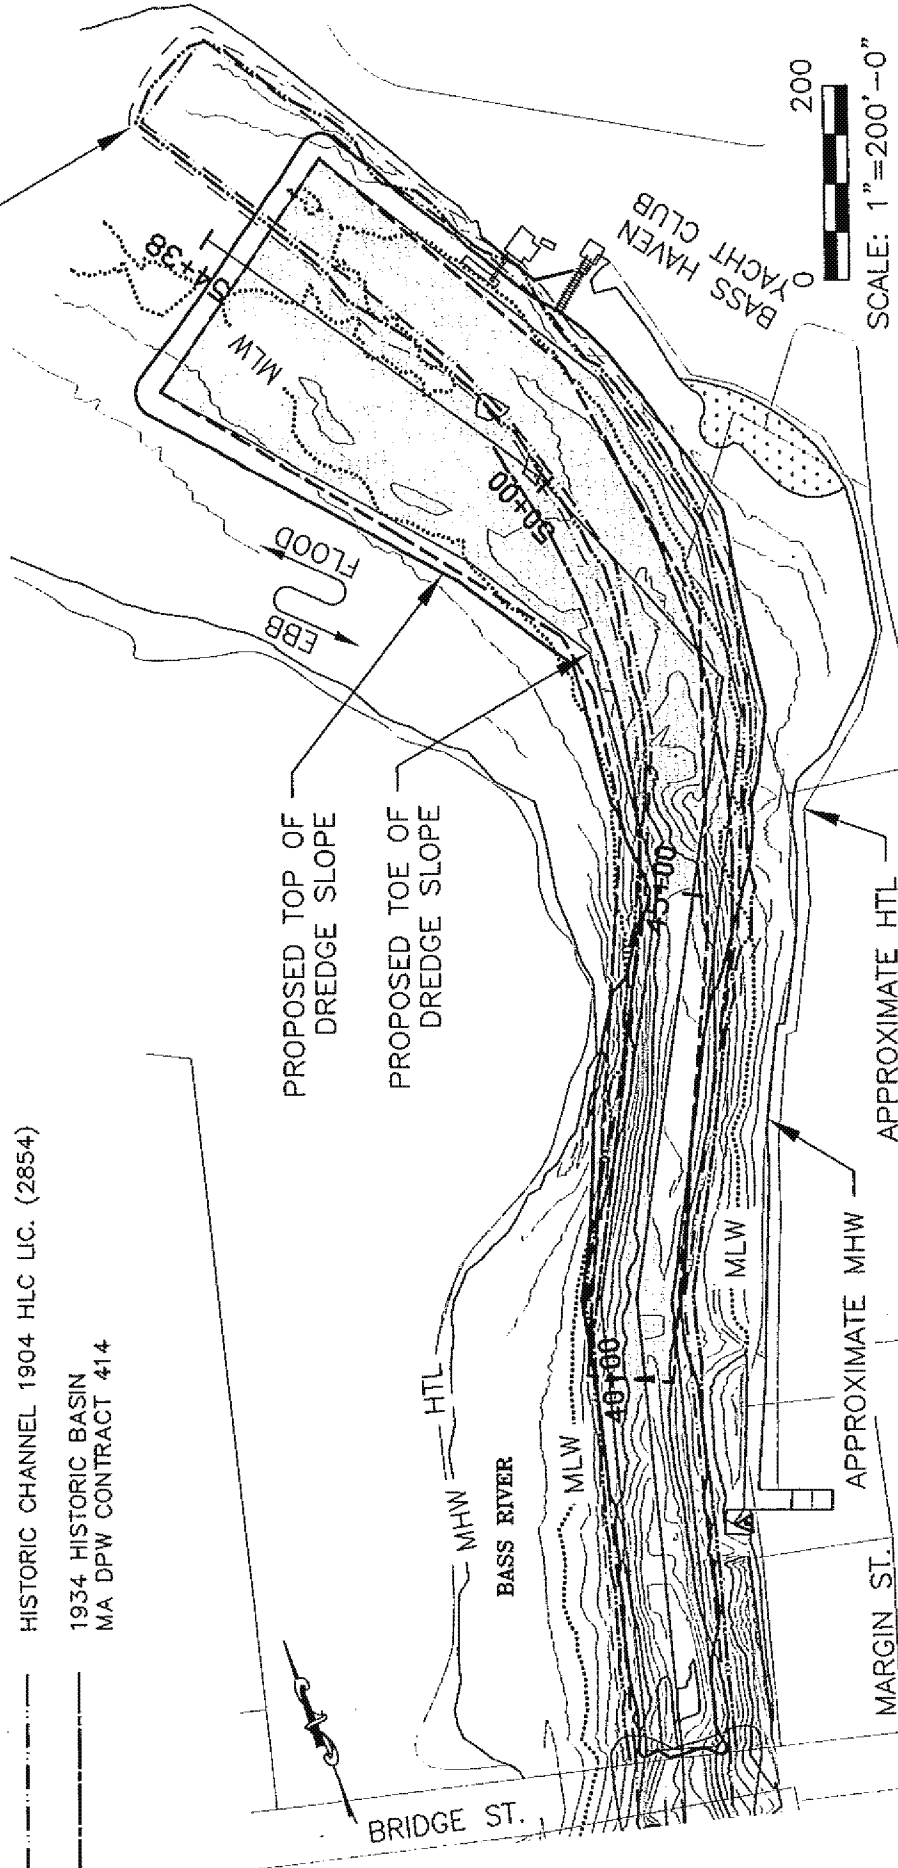 HISTORIC CHANNEL 1904 HLC LIC. (2854)
1934 HISTORIC BASIN
MA DPW CONTRACT 414
PROPOSED TOP OF
DREDGE SLOPE
PROPOSED TOE OF
DREDGE SLOPE
EBB
FLOOD
MLW
54+38
50+00
45+00
40+00
HTL
MHW
BASS RIVER
MLW
MLW
BASS HAVEN
YACHT CLUB
BRIDGE ST.
MARGIN ST.
APPROXIMATE MHW
APPROXIMATE HTL
0 200
SCALE: 1"=200'-0"